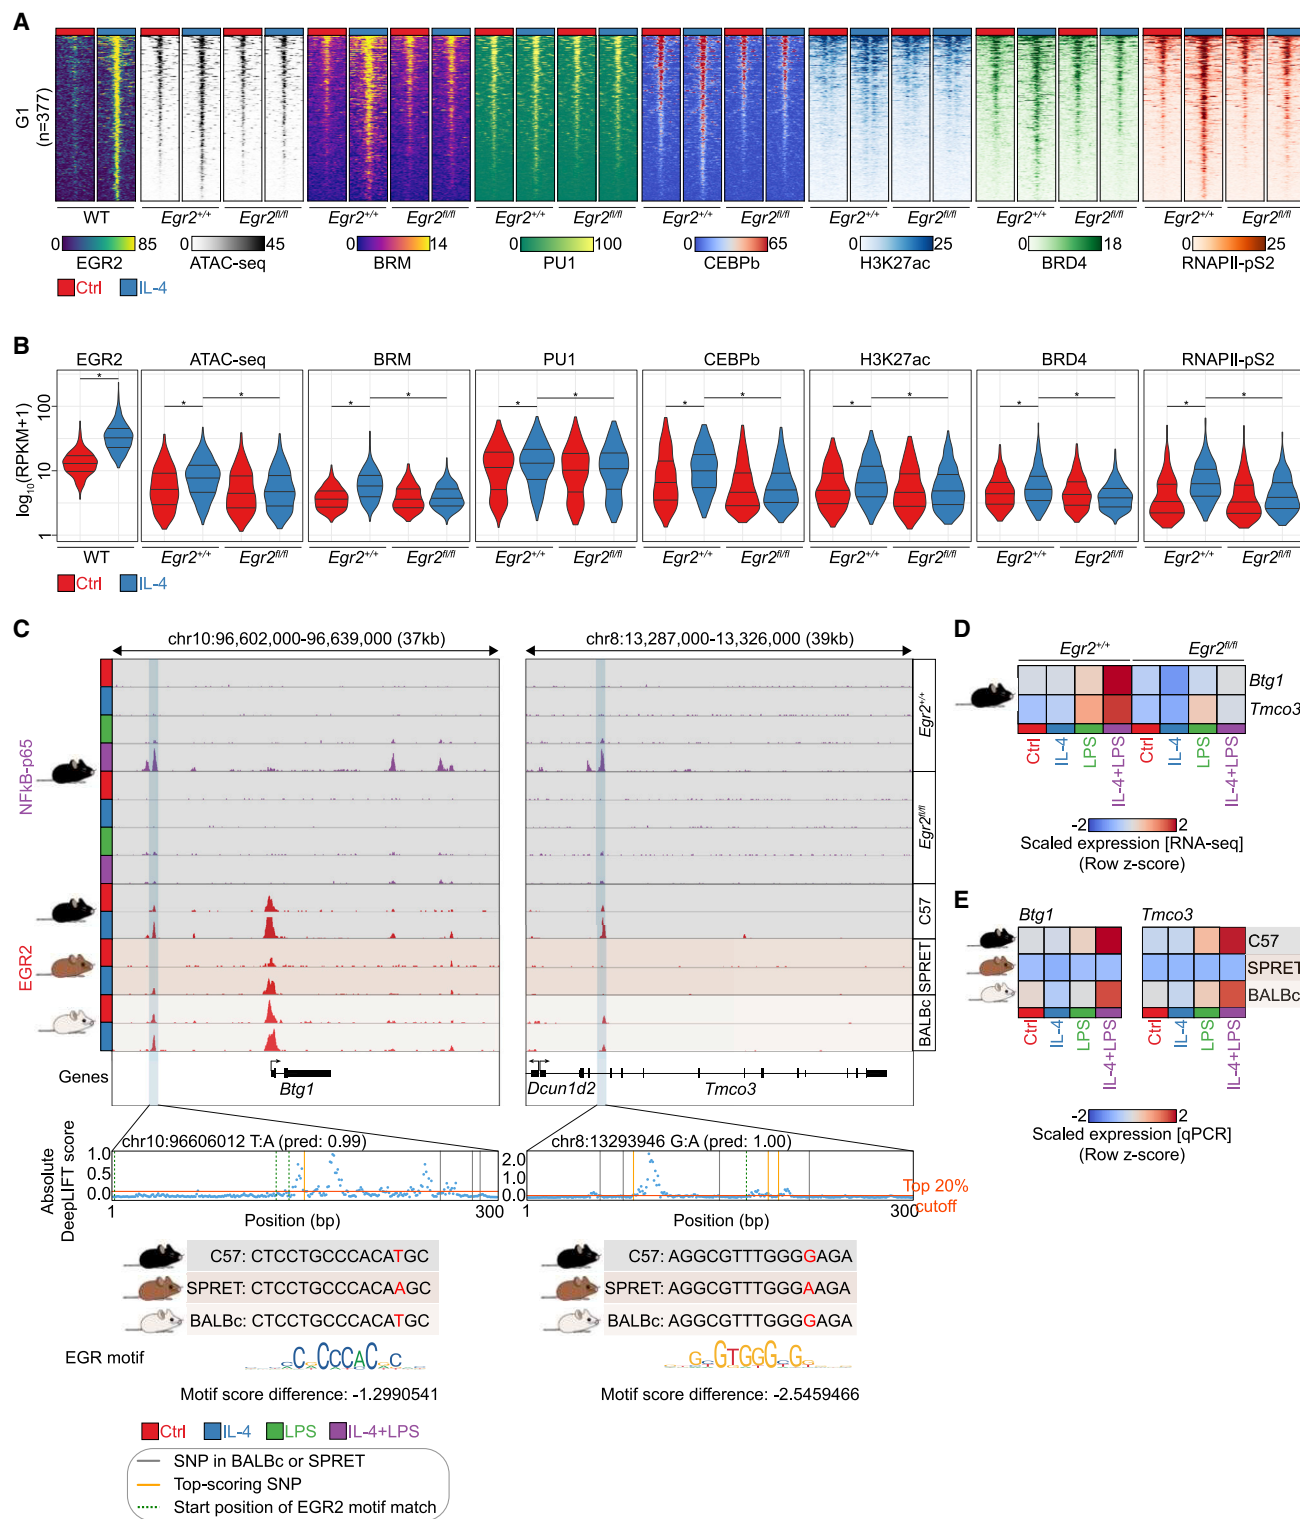 A
G1
(n=377)
WT
Egr2+/+
Egr2fl/fl
Egr2+/+
Egr2fl/fl
Egr2+/+
Egr2fl/fl
Egr2+/+
Egr2fl/fl
Egr2+/+
Egr2fl/fl
Egr2+/+
Egr2fl/fl
Egr2+/+
Egr2fl/fl
0 85
0 45
0 14
0 100
0 65
0 25
0 18
0 25
EGR2
ATAC-seq
BRM
PU1
CEBPb
H3K27ac
BRD4
RNAPII-pS2
Ctrl
IL-4
B
EGR2
ATAC-seq
BRM
PU1
CEBPb
H3K27ac
BRD4
RNAPII-pS2
log10(RPKM+1)
100
10
1
* * * * * * * * * * * * * * *
WT
Egr2+/+
Egr2fl/fl
Egr2+/+
Egr2fl/fl
Egr2+/+
Egr2fl/fl
Egr2+/+
Egr2fl/fl
Egr2+/+
Egr2fl/fl
Egr2+/+
Egr2fl/fl
Egr2+/+
Egr2fl/fl
Ctrl
IL-4
C
chr10:96,602,000-96,639,000 (37kb)
chr8:13,287,000-13,326,000 (39kb)
NFkB-p65
EGR2
Egr2+/+
Egr2fl/fl
C57
SPRET
BALBc
Genes
Btg1
Dcun1d2
Tmco3
chr10:96606012 T:A (pred: 0.99)
chr8:13293946 G:A (pred: 1.00)
Absolute
DeepLIFT score
1.0
0.5
0.0
2.0
1.0
0.0
Top 20%
cutoff
1
Position (bp)
300
1
Position (bp)
300
C57: CTCCTGCCCACATGC
SPRET: CTCCTGCCCACAAGC
BALBc: CTCCTGCCCACATGC
C57: AGGCGTTTGGGGAGA
SPRET: AGGCGTTTGGGAAGA
BALBc: AGGCGTTTGGGGAGA
EGR motif
Motif score difference: -1.2990541
Motif score difference: -2.5459466
Ctrl
IL-4
LPS
IL-4+LPS
SNP in BALBc or SPRET
Top-scoring SNP
Start position of EGR2 motif match
D
Egr2+/+
Egr2fl/fl
Btg1
Tmco3
Ctrl
IL-4
LPS
IL-4+LPS
Ctrl
IL-4
LPS
IL-4+LPS
-2 2
Scaled expression [RNA-seq]
(Row z-score)
E
Btg1
Tmco3
C57
SPRET
BALBc
Ctrl
IL-4
LPS
IL-4+LPS
Ctrl
IL-4
LPS
IL-4+LPS
-2 2
Scaled expression [qPCR]
(Row z-score)